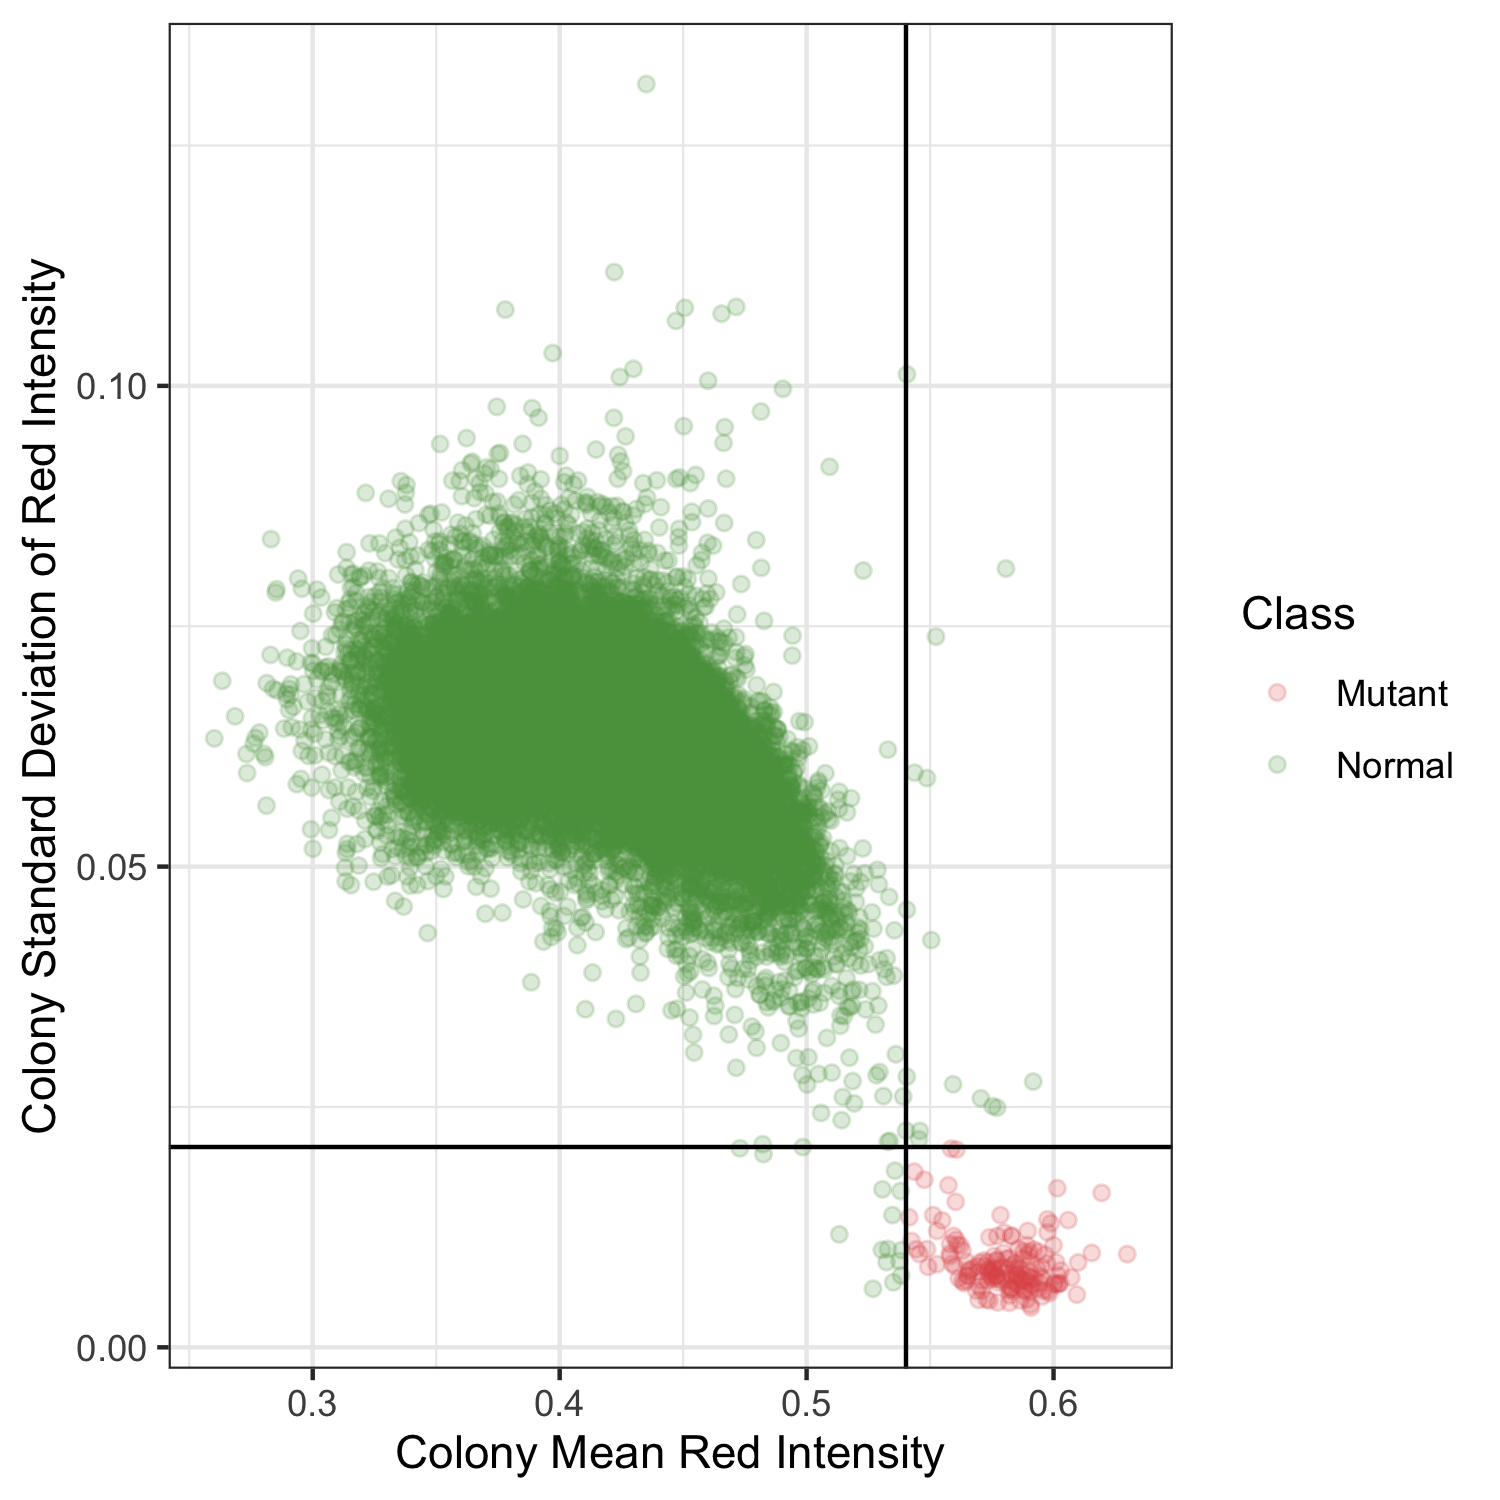 Colony Standard Deviation of Red Intensity
0.10
0.05
0.00
0.3
0.4
0.5
0.6
Colony Mean Red Intensity
Class
Mutant
Normal